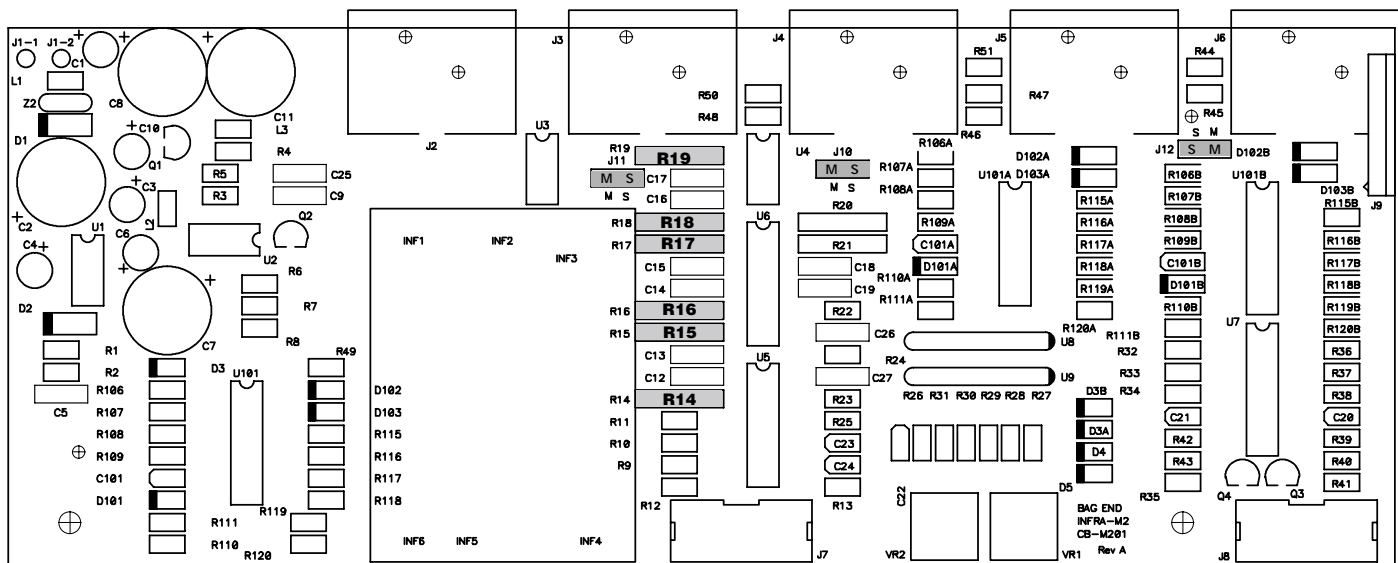 J1-1
J1-2
C1
L1
Z2
D1
C8
C10
C11
L3
R4
Q1
R5
R3
C25
C9
C3
L2
Q2
C2
C4
U1
C6
U2
R6
R7
R8
D2
C7
R1
R2
C5
D3
U101
R49
R106
R107
R108
R109
C101
D101
R111
R110
R119
R120
D102
D103
R115
R116
R117
R118
J2
J3
U3
INF1
INF2
INF3
INF6
INF5
INF4
J11
M S
M S
R19
R19
C17
C16
R18
R18
R17
R17
C15
C14
R16
R16
R15
R15
C13
C12
R14
R14
R11
R10
R9
R12
J4
R50
R48
U4
U6
U5
J10
M S
M S
R20
R21
C18
C19
R22
C26
R24
C27
R23
R25
C23
C24
R13
J7
J5
R51
R47
R46
R106A
R107A
R108A
R109A
C101A
D101A
R110A
R111A
D102A
U101A
D103A
R115A
R116A
R117A
R118A
R119A
R120A
U8
U9
R26
R31
R30
R29
R28
R27
C22
VR2
VR1
D3B
D3A
D4
D5
BAG END
INFRA-M2
CB-M201
Rev A
J6
R44
R45
S M
J12
S M
D102B
R106B
R107B
R108B
R109B
C101B
D101B
R110B
R111B
R32
R33
R34
C21
R42
R43
R35
U101B
U7
D103B
J9
R115B
R116B
R117B
R118B
R119B
R120B
R36
R37
R38
C20
R39
R40
R41
Q4
Q3
J8